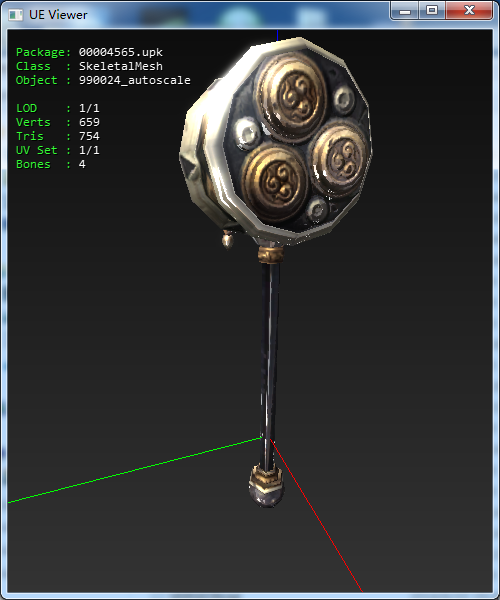 UE Viewer
Package: 00004565.upk
Class : SkeletalMesh
Object : 990024_autoscale
LOD : 1/1
Verts : 659
Tris : 754
UV Set : 1/1
Bones : 4